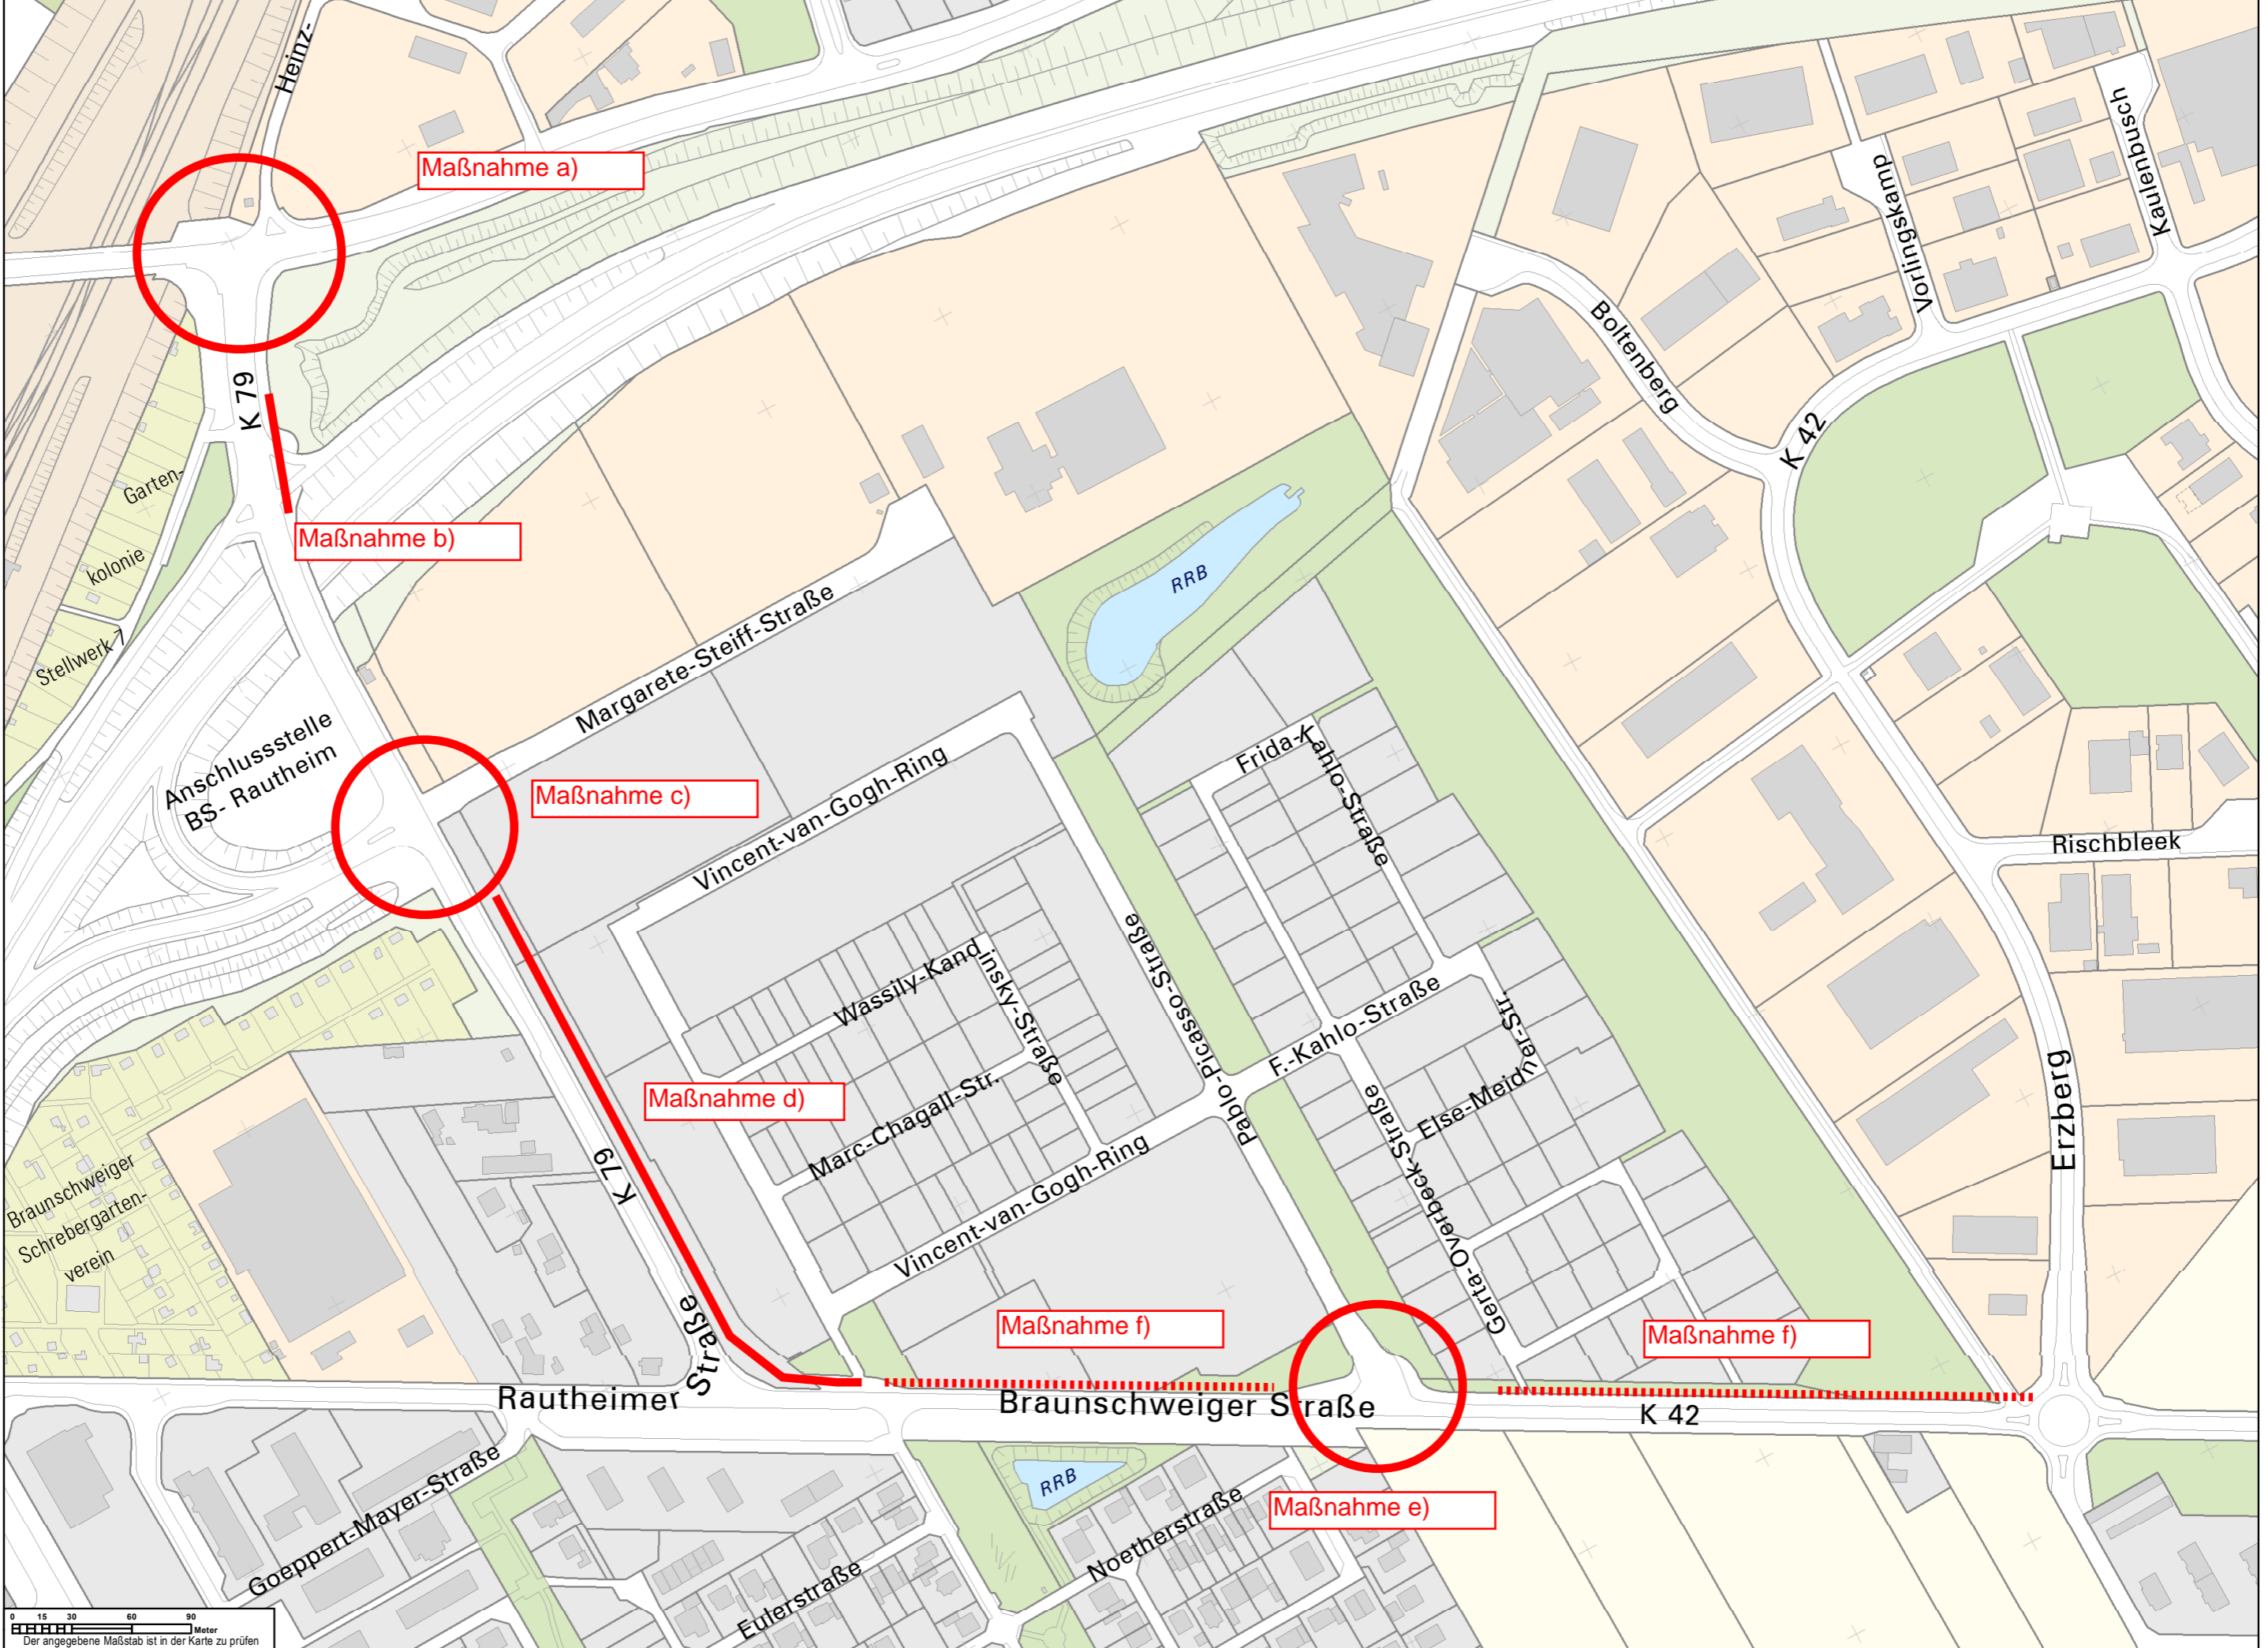 Heinz-
Maßnahme a)
Kaulenbusch
Vorlingskamp
Boltenberg
K 79
K 42
Garten-
kolonie
Stellwerk 7
Maßnahme b)
RRB
Margarete-Steiff-Straße
Anschlussstelle
BS- Rautheim
Maßnahme c)
Frida-Kahlo-Straße
Vincent-van-Gogh-Ring
Rischbleek
Wassily-Kandinsky-Straße
Pablo-Picasso-Straße
F.-Kahlo-Straße
Else-Meidner-Str.
Maßnahme d)
Marc-Chagall-Str.
Gerta-Overbeck-Straße
Erzberg
K 79
Braunschweiger
Schrebergarten-
verein
Vincent-van-Gogh-Ring
Maßnahme f)
Maßnahme f)
Rautheimer Straße
Braunschweiger Straße
K 42
RRB
Maßnahme e)
Goeppert-Mayer-Straße
Noetherstraße
Eulerstraße
0 15 30 60 90
Meter
Der angegebene Maßstab ist in der Karte zu prüfen